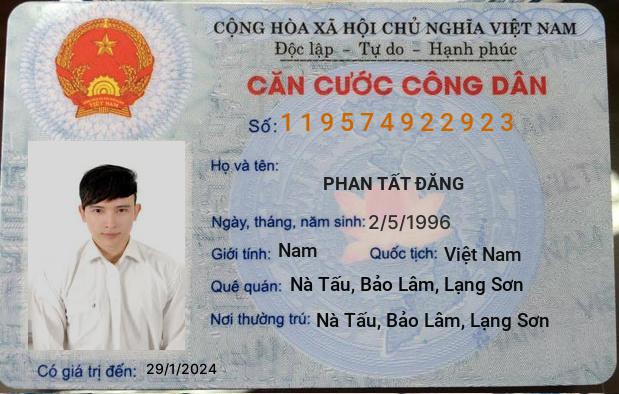 CỘNG HÒA XÃ HỘI CHỦ NGHĨA VIỆT NAM
Độc lập - Tự do - Hạnh phúc
CĂN CƯỚC CÔNG DÂN
Số: 119574922923
Họ và tên:
PHAN TẤT ĐĂNG
Ngày, tháng, năm sinh: 2/5/1996
Giới tính: Nam Quốc tịch: Việt Nam
Quê quán: Nà Tấu, Bảo Lâm, Lạng Sơn
Nơi thường trú: Nà Tấu, Bảo Lâm, Lạng Sơn
Có giá trị đến: 29/1/2024